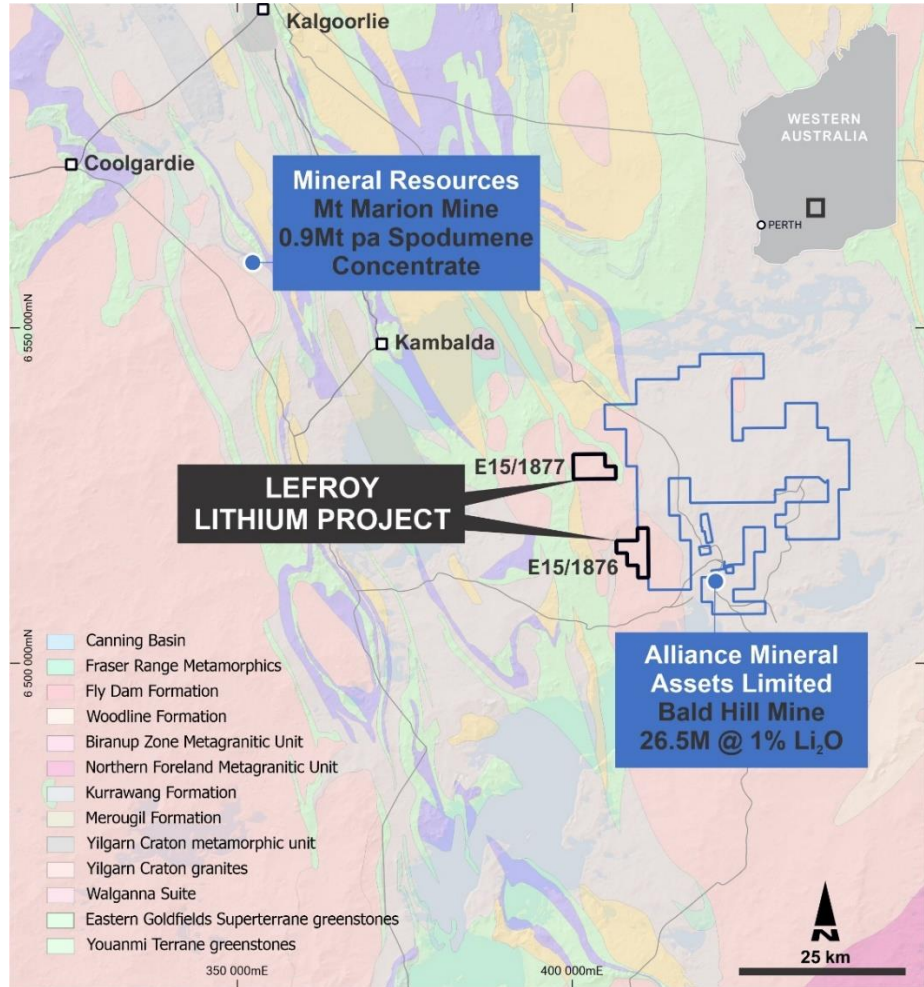 Kalgoorlie
WESTERN
AUSTRALIA
PERTH
Coolgardie
Mineral Resources
Mt Marion Mine
0.9Mt pa Spodumene
Concentrate
6 550 000mN
Kambalda
E15/1877
LEFROY
LITHIUM PROJECT
E15/1876
Alliance Mineral
Assets Limited
Bald Hill Mine
26.5M @ 1% Li₂O
6 500 000mN
Canning Basin
Fraser Range Metamorphics
Fly Dam Formation
Woodline Formation
Biranup Zone Metagranitic Unit
Northern Foreland Metagranitic Unit
Kurrawang Formation
Merougil Formation
Yilgarn Craton metamorphic unit
Yilgarn Craton granites
Walganna Suite
Eastern Goldfields Superterrane greenstones
Youanmi Terrane greenstones
350 000mE
400 000mE
N
25 km